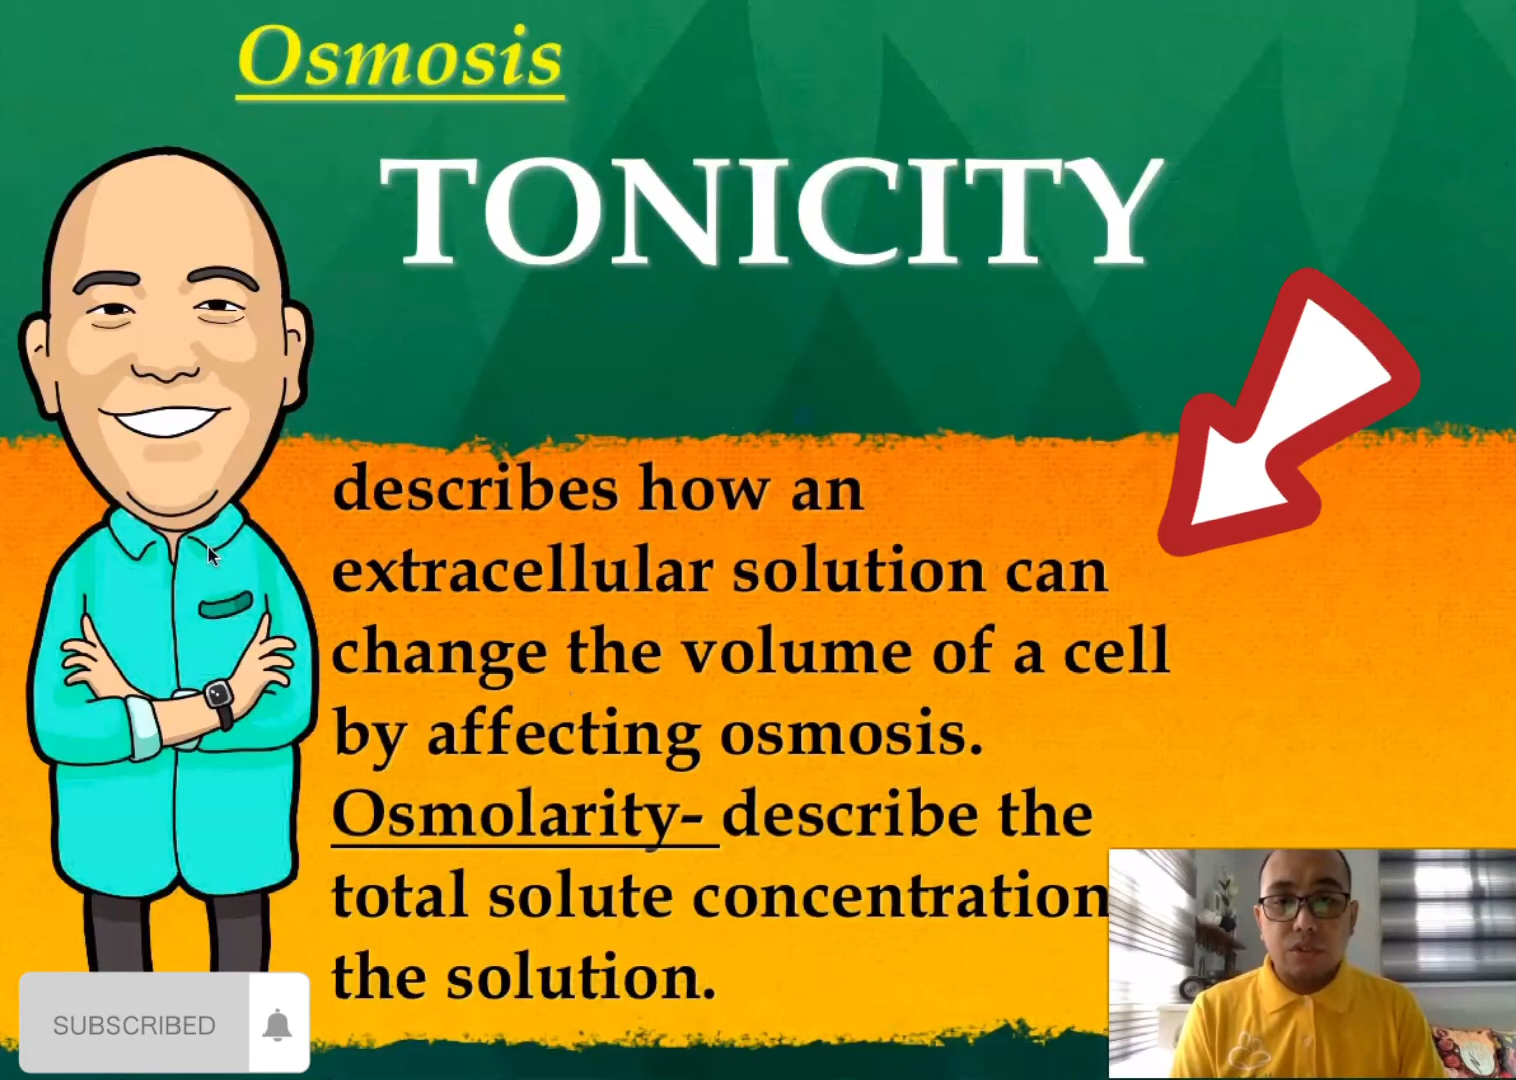 Osmosis
TONICITY
describes how an
extracellular solution can
change the volume of a cell
by affecting osmosis.
Osmolarity- describe the
total solute concentration
the solution.
SUBSCRIBED